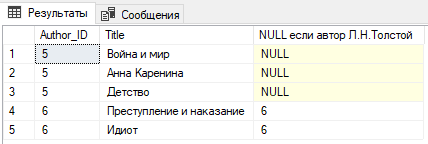 Результаты Сообщения
Author_ID Title NULL если автор Л.Н.Толстой
1 5 Война и мир NULL
2 5 Анна Каренина NULL
3 5 Детство NULL
4 6 Преступление и наказание 6
5 6 Идиот 6